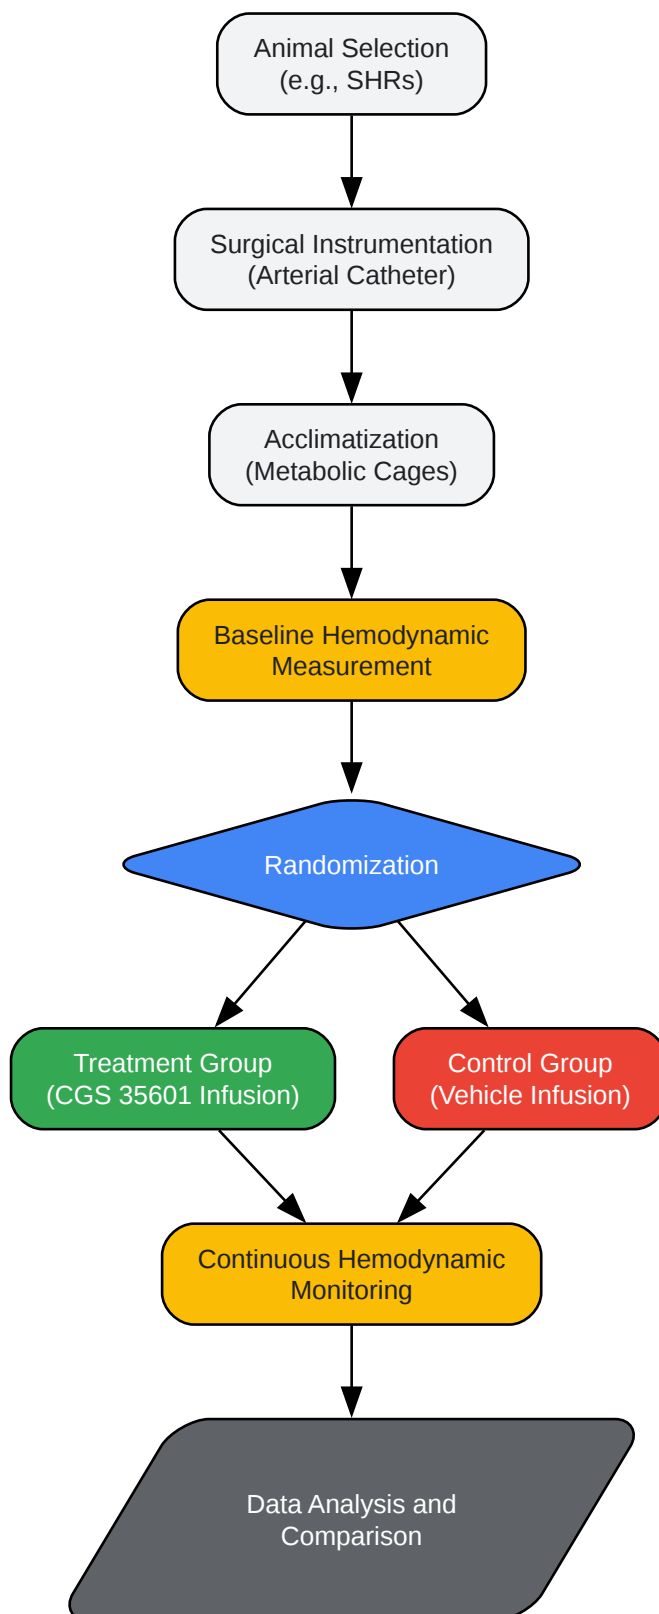 Animal Selection
(e.g., SHRs)
Surgical Instrumentation
(Arterial Catheter)
Acclimatization
(Metabolic Cages)
Baseline Hemodynamic
Measurement
Randomization
Treatment Group
(CGS 35601 Infusion)
Control Group
(Vehicle Infusion)
Continuous Hemodynamic
Monitoring
Data Analysis and
Comparison